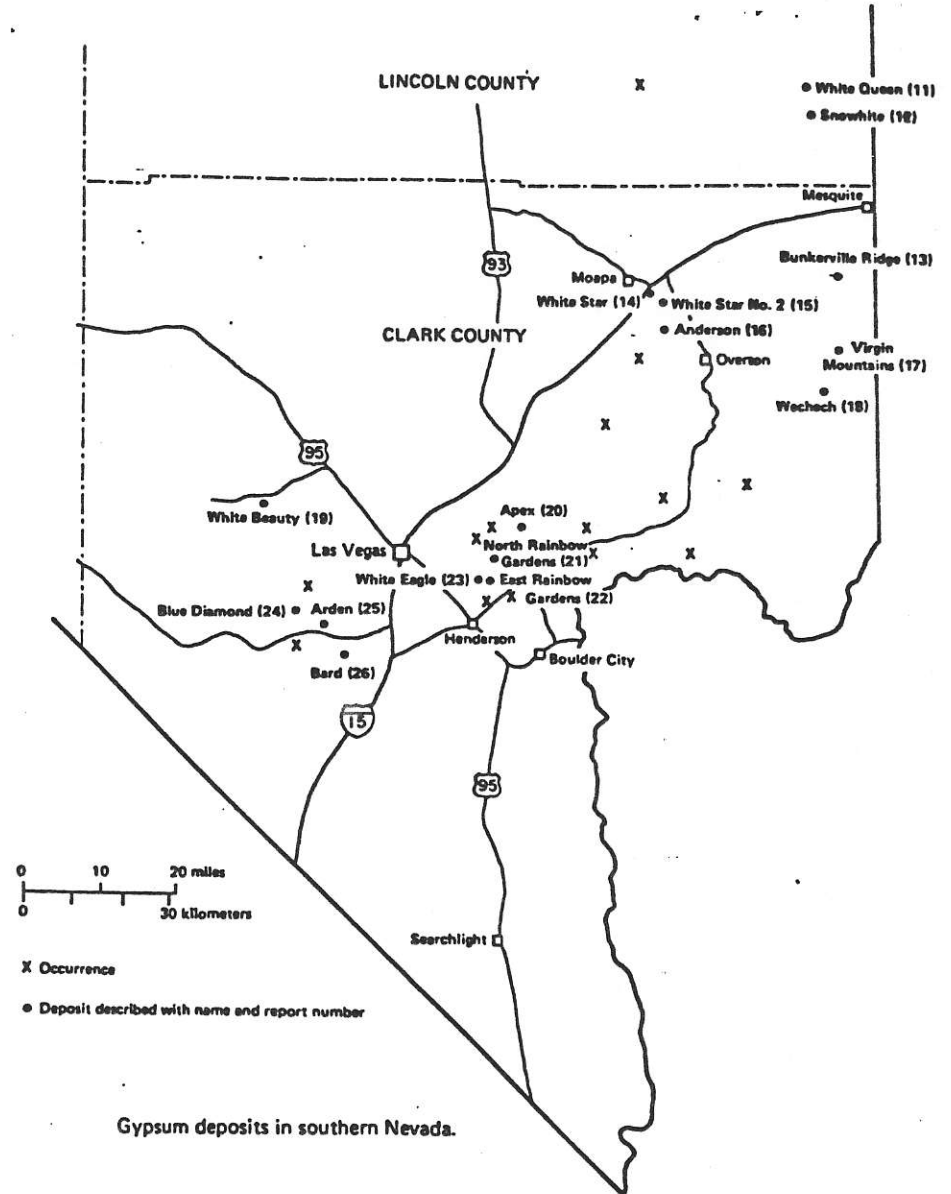 LINCOLN COUNTY
X
White Queen (11)
Snowhite (12)
Mesquite
93
Bunkerville Ridge (13)
Moapa
White Star (14)
White Star No. 2 (15)
CLARK COUNTY
Anderson (16)
X
Overton
Virgin
Mountains (17)
Wechech (18)
X
95
X
X
White Beauty (19)
Apex (20)
X
X
X
North Rainbow
Gardens (21)
Las Vegas
X
X
White Eagle (23)
East Rainbow
Gardens (22)
X
X
X
Blue Diamond (24)
Arden (25)
Henderson
X
Bard (26)
Boulder City
15
95
0 10 20 miles
0 30 kilometers
Searchlight
X Occurrence
Deposit described with name and report number
Gypsum deposits in southern Nevada.